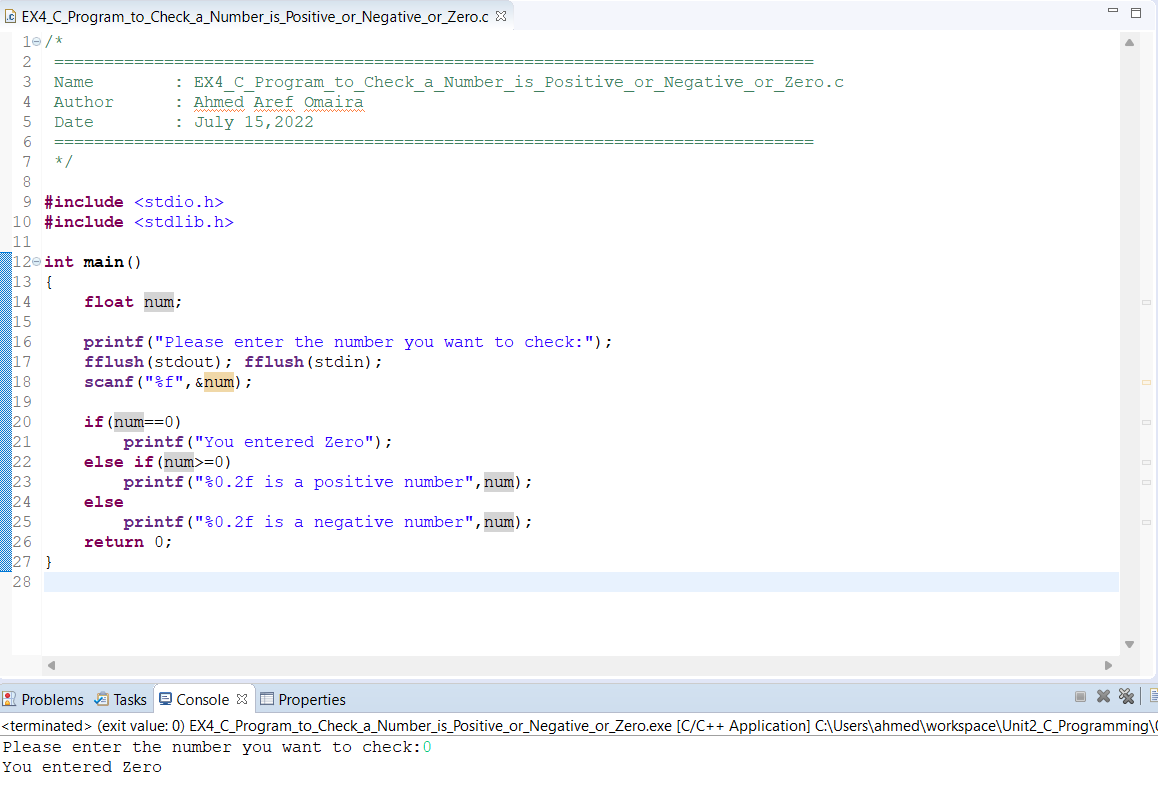 EX4_C_Program_to_Check_a_Number_is_Positive_or_Negative_or_Zero.c
1 /*
2 ============================================================================
3 Name        : EX4_C_Program_to_Check_a_Number_is_Positive_or_Negative_or_Zero.c
4 Author      : Ahmed Aref Omaira
5 Date        : July 15,2022
6 ============================================================================
7 */
8
9 #include <stdio.h>
10 #include <stdlib.h>
11
12 int main()
13 {
14     float num;
15
16     printf("Please enter the number you want to check:");
17     fflush(stdout); fflush(stdin);
18     scanf("%f",&num);
19
20     if(num==0)
21         printf("You entered Zero");
22     else if(num>=0)
23         printf("%0.2f is a positive number",num);
24     else
25         printf("%0.2f is a negative number",num);
26     return 0;
27 }
28
Problems Tasks Console Properties
<terminated> (exit value: 0) EX4_C_Program_to_Check_a_Number_is_Positive_or_Negative_or_Zero.exe [C/C++ Application] C:\Users\ahmed\workspace\Unit2_C_Programming\
Please enter the number you want to check:0
You entered Zero